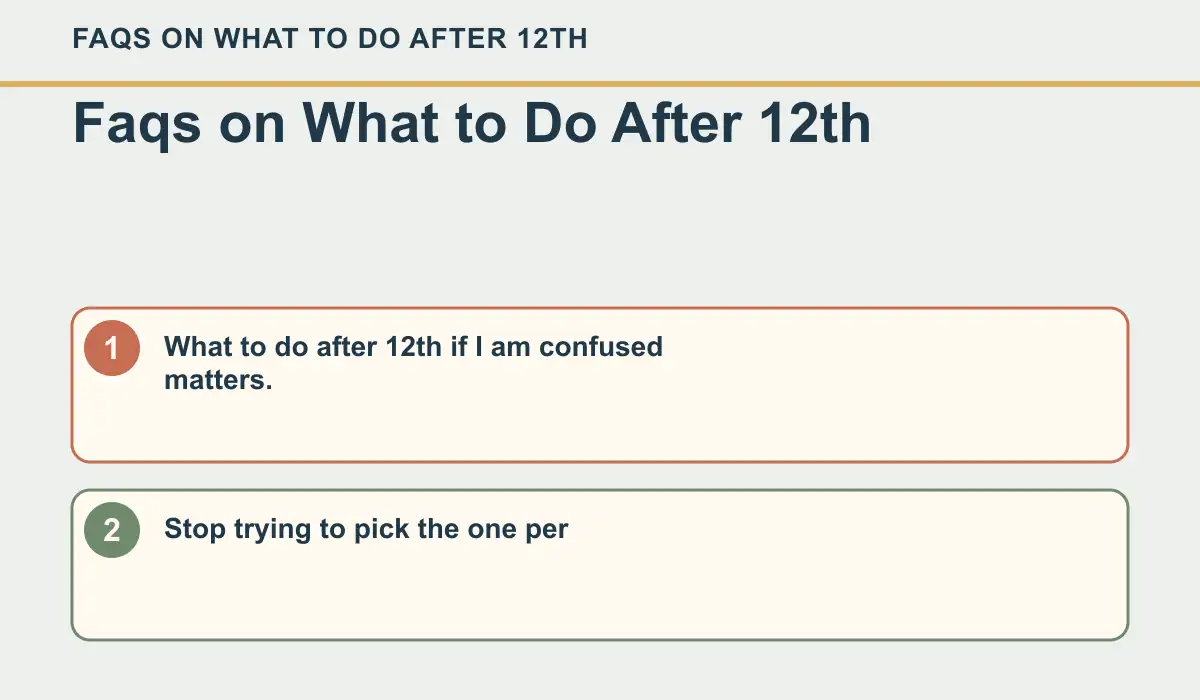 FAQS ON WHAT TO DO AFTER 12TH
Faqs on What to Do After 12th
1
What to do after 12th if I am confused
matters.
2
Stop trying to pick the one per